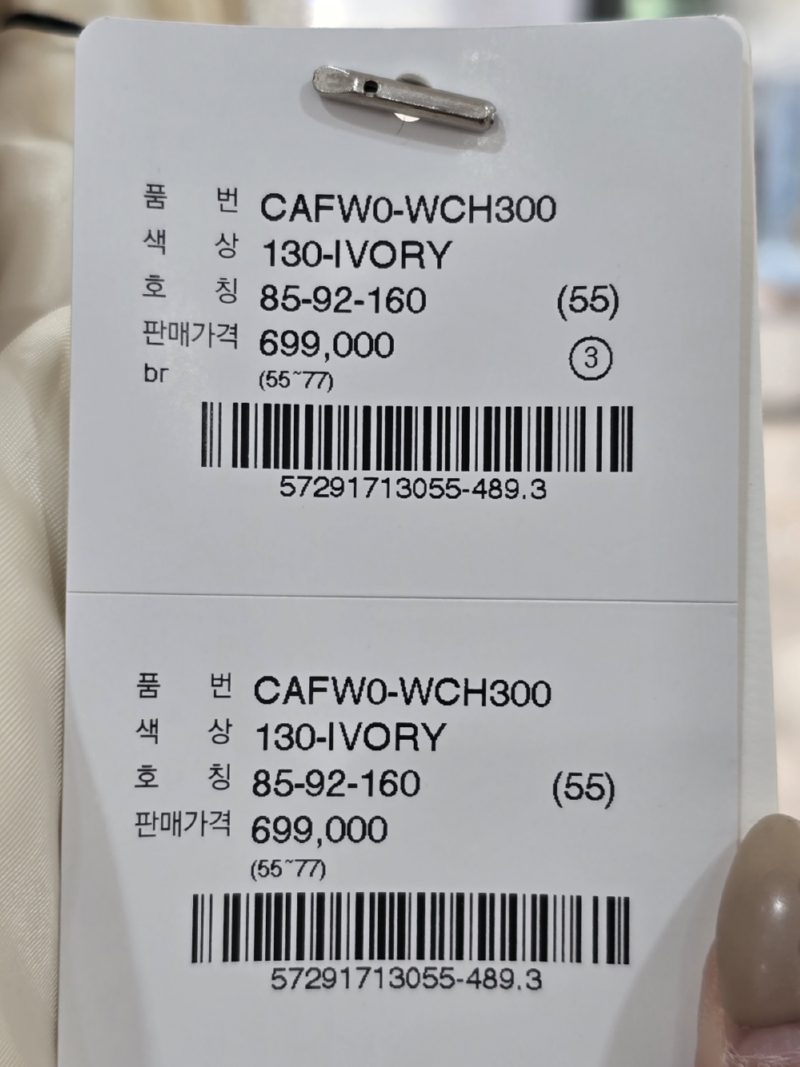 품 번 CAFW0-WCH300
색 상 130-IVORY
호 칭 85-92-160 (55)
판매가격 699,000 ③
br (55~77)
57291713055-489.3
품 번 CAFW0-WCH300
색 상 130-IVORY
호 칭 85-92-160 (55)
판매가격 699,000
(55~77)
57291713055-489.3